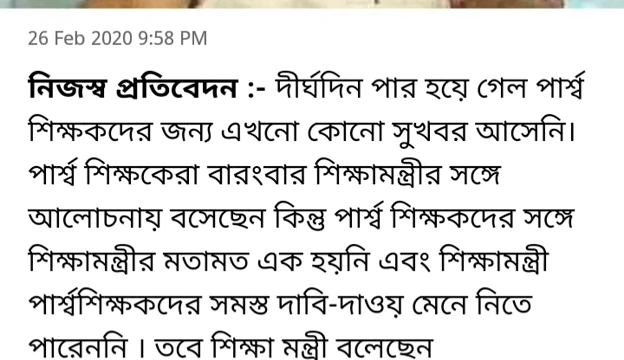 26 Feb 2020 9:58 PM
নিজস্ব প্রতিবেদন :- দীর্ঘদিন পার হয়ে গেল পার্শ্ব
শিক্ষকদের জন্য এখনো কোনো সুখবর আসেনি।
পার্শ্ব শিক্ষকেরা বারংবার শিক্ষামন্ত্রীর সঙ্গে
আলোচনায় বসেছেন কিন্তু পার্শ্ব শিক্ষকদের সঙ্গে
শিক্ষামন্ত্রীর মতামত এক হয়নি এবং শিক্ষামন্ত্রী
পার্শ্বশিক্ষকদের সমস্ত দাবি-দাওয় মেনে নিতে
পারেননি । তবে শিক্ষা মন্ত্রী বলেছেন